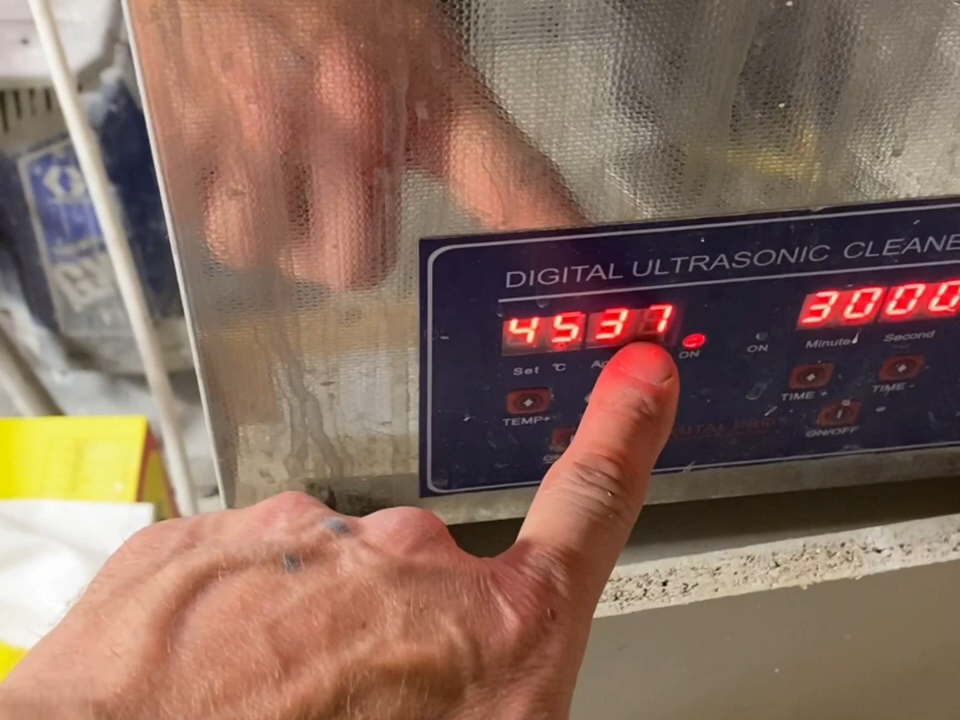 DIGITAL ULTRASONIC CLEANE
4537 3000
Set °C ON ON Minute Second
TEMP+ TIME + TIME -
ON/OFF